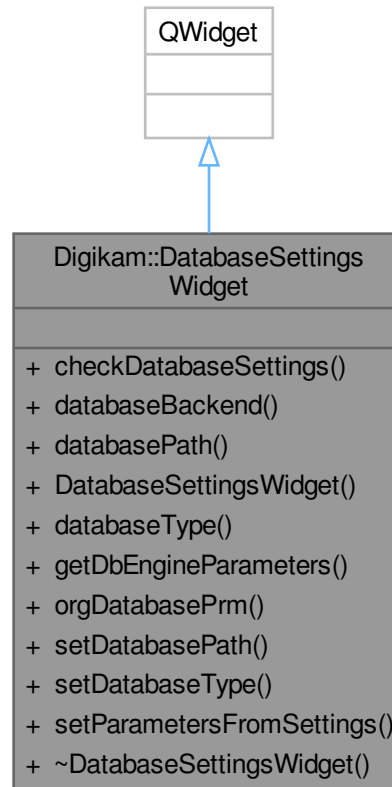 QWidget
Digikam::DatabaseSettings
Widget
+ checkDatabaseSettings()
+ databaseBackend()
+ databasePath()
+ DatabaseSettingsWidget()
+ databaseType()
+ getDbEngineParameters()
+ orgDatabasePrm()
+ setDatabasePath()
+ setDatabaseType()
+ setParametersFromSettings()
+ ~DatabaseSettingsWidget()